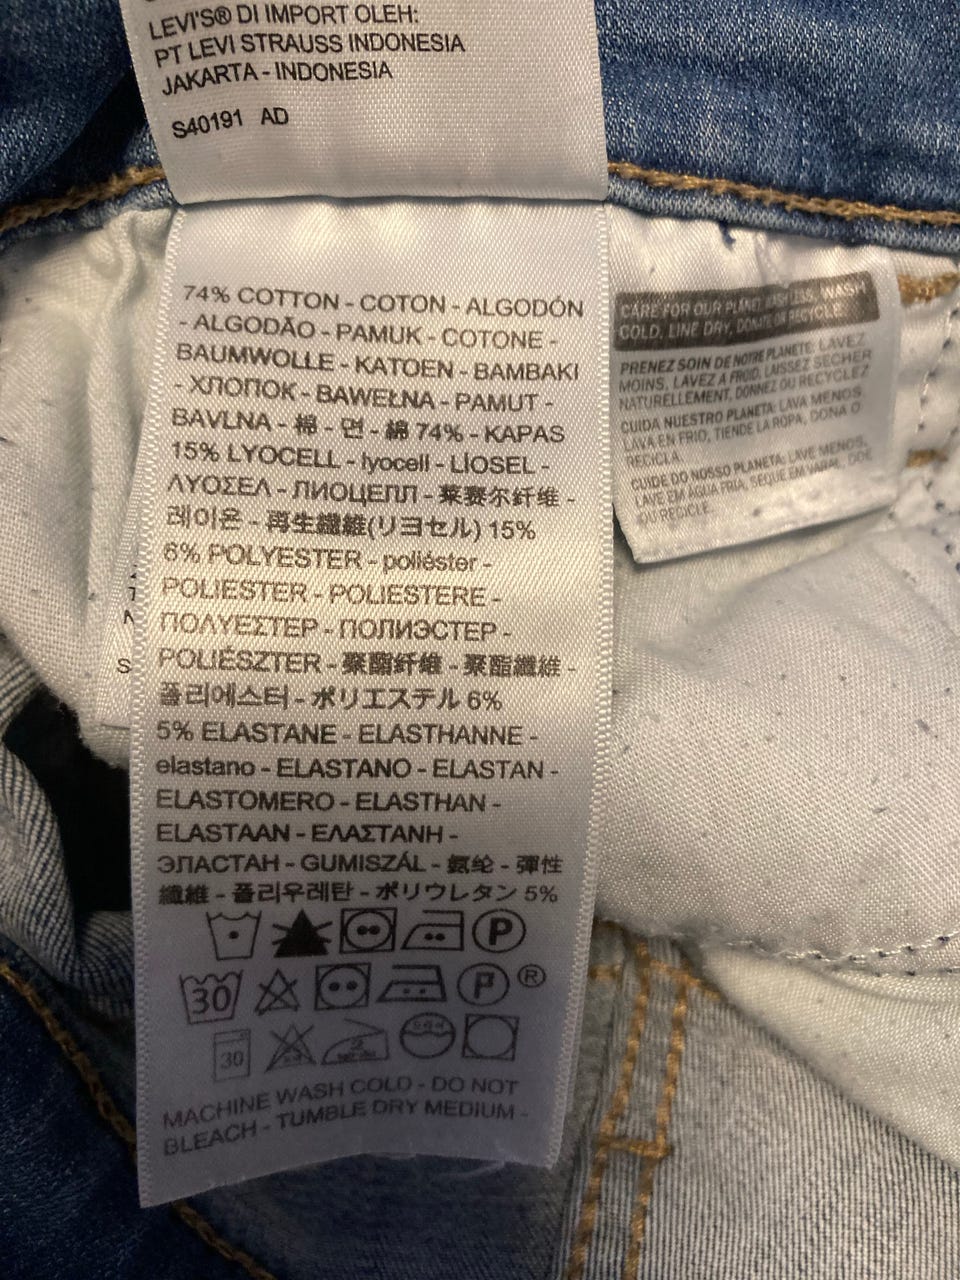 LEVI'S® DI IMPORT OLEH:
PT LEVI STRAUSS INDONESIA
JAKARTA - INDONESIA
S40191 AD
74% COTTON - COTON - ALGODÓN
- ALGODÃO - PAMUK - COTONE -
BAUMWOLLE - KATOEN - BAMBAKI
- ХЛОПОК - BAWEŁNA - PAMUT -
BAVLNA - 棉 - 면 - 綿 74% - KAPAS
15% LYOCELL - lyocell - LİOSEL -
ΛΥΟΣΕΛ - ЛИОЦЕЛЛ - 莱赛尔纤维 -
레이온 - 再生繊維(リヨセル) 15%
6% POLYESTER - poliéster -
POLIESTER - POLIESTERE -
ΠΟΛΥΕΣΤΕΡ - ПОЛИЭСТЕР -
POLIÉSZTER - 聚酯纤维 - 聚酯纖維 -
폴리에스터 - ポリエステル 6%
5% ELASTANE - ELASTHANNE -
elastano - ELASTANO - ELASTAN -
ELASTOMERO - ELASTHAN -
ELASTAAN - ΕΛΑΣΤΑΝΗ -
ЭЛАСТАН - GUMISZÁL - 氨纶 - 彈性
纖維 - 폴리우레탄 - ポリウレタン 5%
P
30 P ®
30 드라이
MACHINE WASH COLD - DO NOT
BLEACH - TUMBLE DRY MEDIUM -
CARE FOR OUR PLANET: WASH LESS, WASH
COLD, LINE DRY, DONATE OR RECYCLE.
PRENEZ SOIN DE NOTRE PLANETE: LAVEZ
MOINS, LAVEZ A FROID, LAISSEZ SECHER
NATURELLEMENT, DONNEZ OU RECYCLEZ
CUIDA NUESTRO PLANETA: LAVA MENOS,
LAVA EN FRIO, TIENDE LA ROPA, DONA O
RECICLA.
CUIDE DO NOSSO PLANETA: LAVE MENOS,
LAVE EM AGUA FRIA, SEQUE EM VARAL, DOE
OU RECICLE.